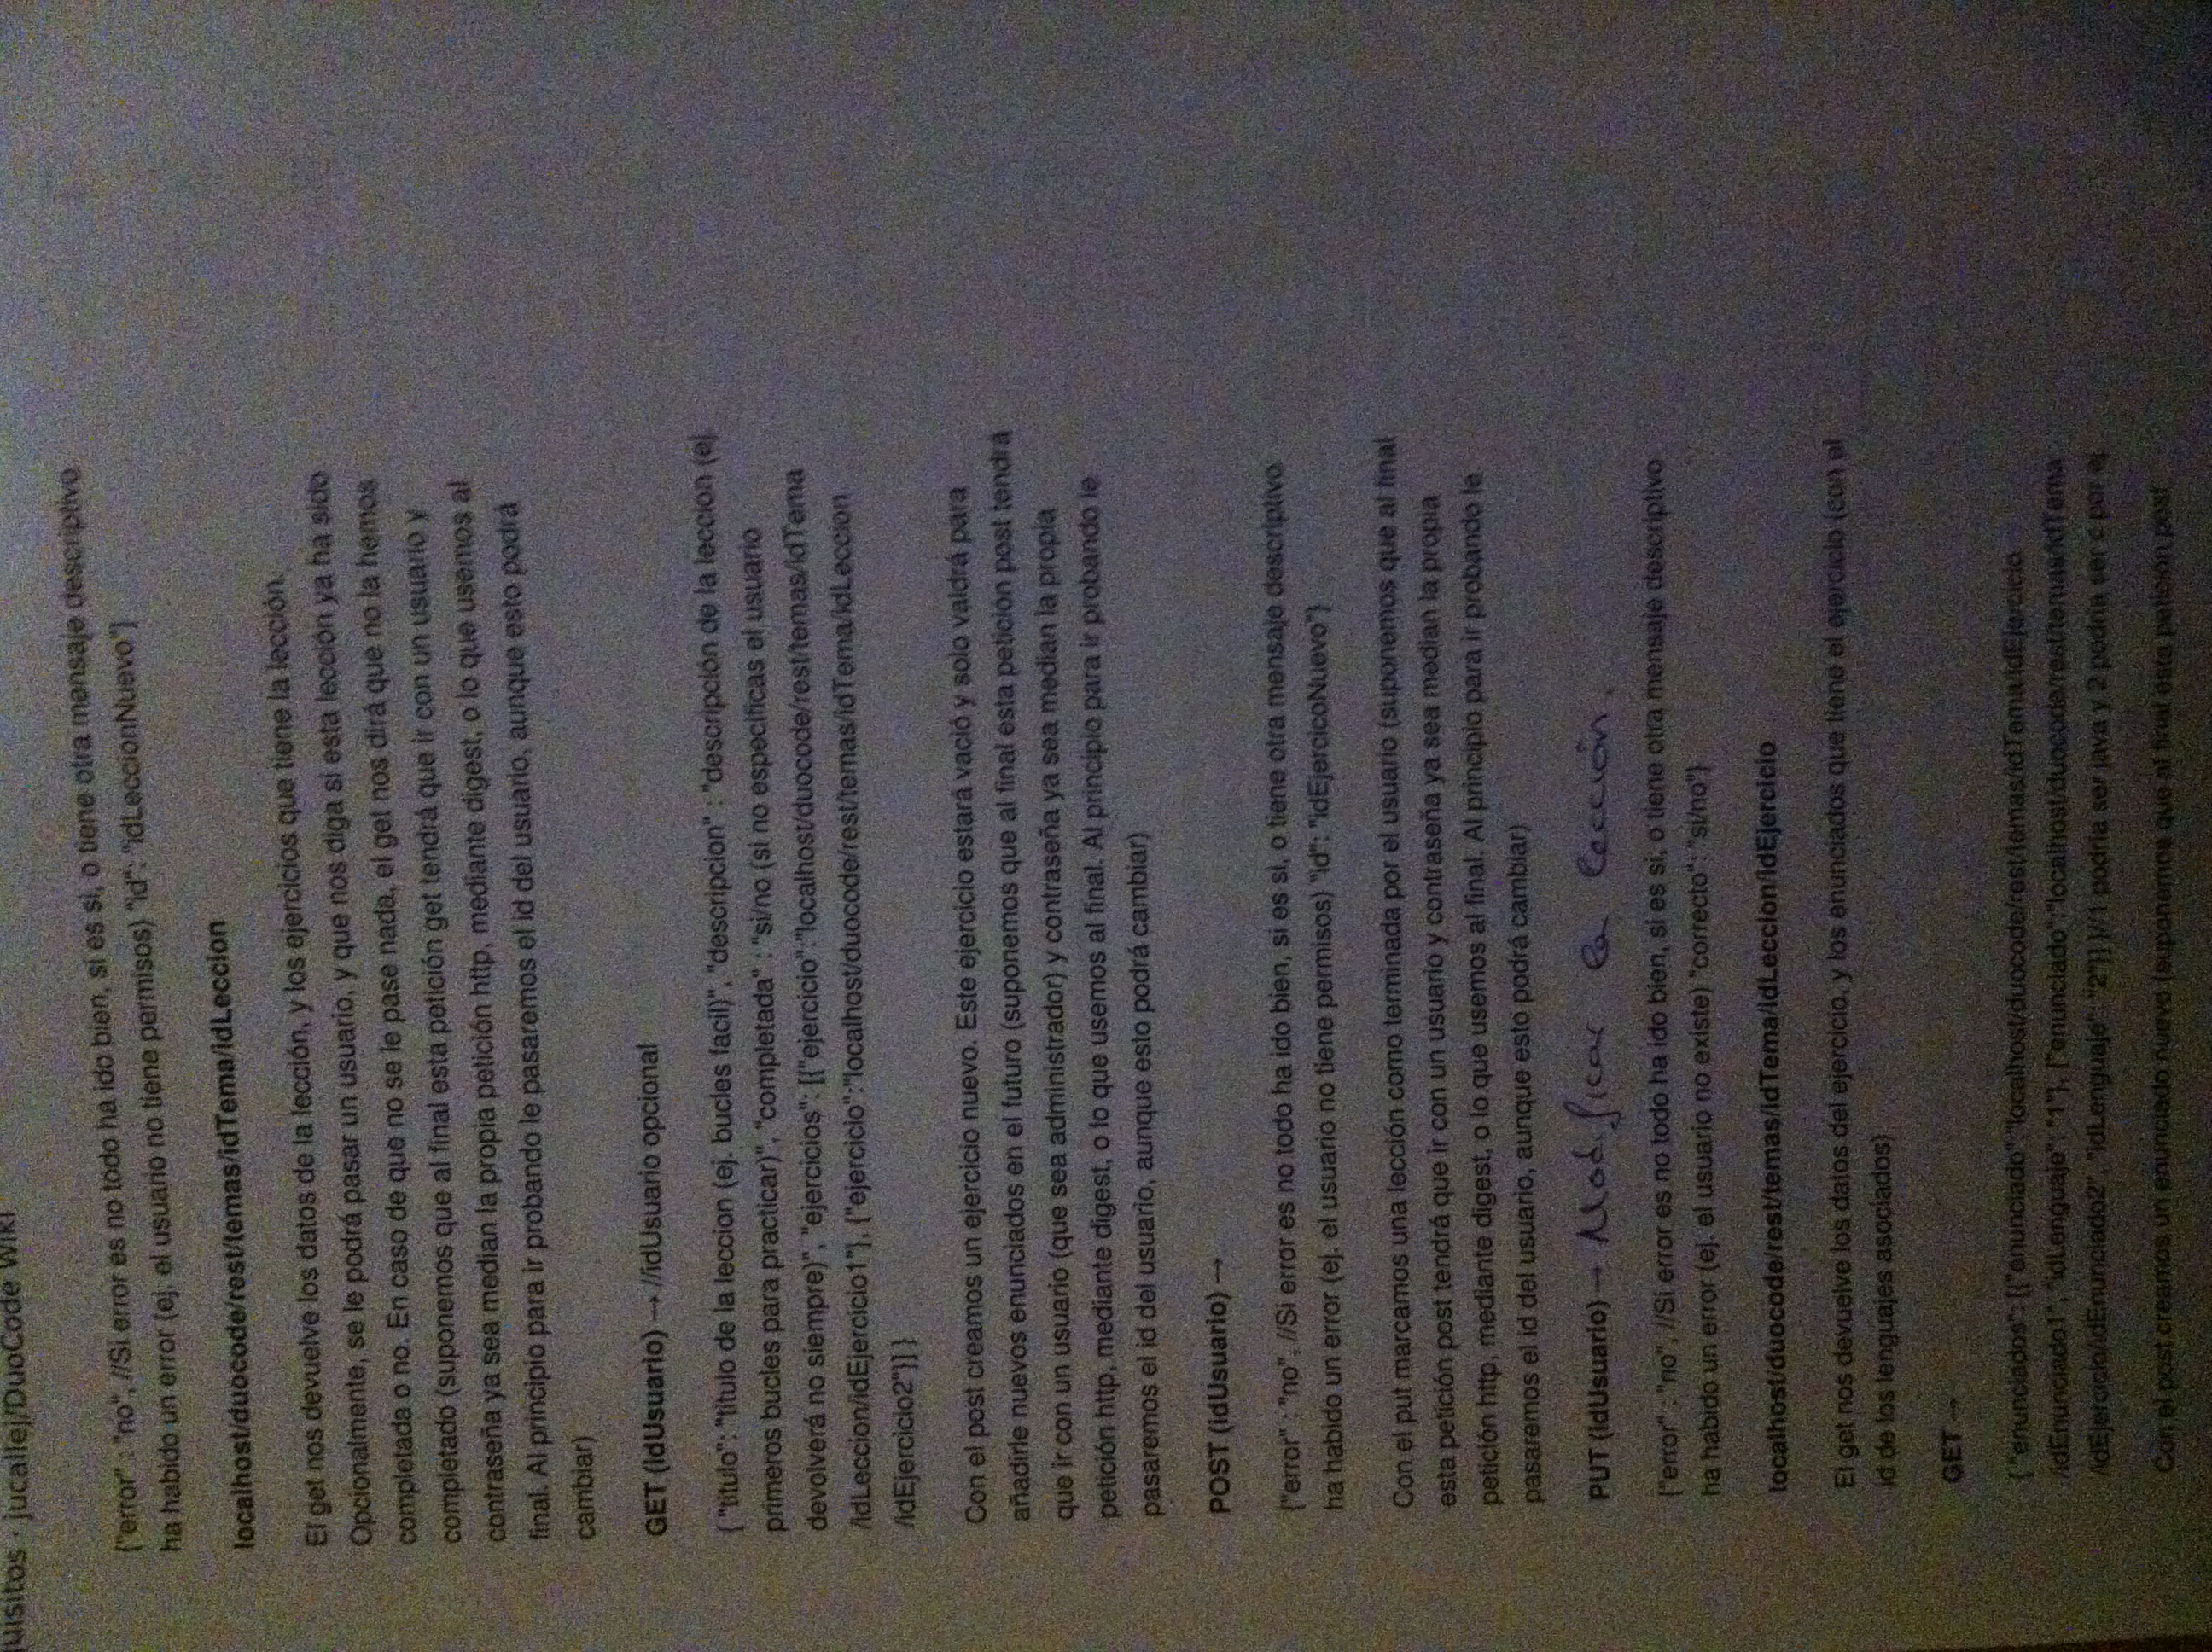 uisitos · jucallej/DuoCode Wiki
{"error" : "no", //Si error es no todo ha ido bien, si es si, o tiene otra mensaje descriptivo
ha habido un error (ej. el usuario no tiene permisos) "id": "idLeccionNuevo"}
localhost/duocode/rest/temas/idTema/idLeccion
El get nos devuelve los datos de la lección, y los ejercicios que tiene la lección.
Opcionalmente, se le podrá pasar un usuario, y que nos diga si esta lección ya ha sido
completada o no. En caso de que no se le pase nada, el get nos dirá que no la hemos
completado (suponemos que al final esta petición get tendrá que ir con un usuario y
contraseña ya sea median la propia petición http, mediante digest, o lo que usemos al
final. Al principio para ir probando le pasaremos el id del usuario, aunque esto podrá
cambiar)
GET (idUsuario) → //idUsuario opcional
{ "titulo": "titulo de la leccion (ej. bucles facil)", "descripcion" : "descripción de la leccion (ej.
primeros bucles para practicar)", "completada" : "si/no (si no especificas el usuario
devolverá no siempre)", "ejercicios": [{"ejercicio":"localhost/duocode/rest/temas/idTema
/idLeccion/idEjercicio1"}, {"ejercicio":"localhost/duocode/rest/temas/idTema/idLeccion
/idEjercicio2"}] }
Con el post creamos un ejercicio nuevo. Este ejercicio estará vació y solo valdrá para
añadirle nuevos enunciados en el futuro (suponemos que al final esta petición post tendrá
que ir con un usuario (que sea administrador) y contraseña ya sea median la propia
petición http, mediante digest, o lo que usemos al final. Al principio para ir probando le
pasaremos el id del usuario, aunque esto podrá cambiar)
POST (idUsuario) →
{"error" : "no", //Si error es no todo ha ido bien, si es si, o tiene otra mensaje descriptivo
ha habido un error (ej. el usuario no tiene permisos) "id": "idEjercicoNuevo"}
Con el put marcamos una lección como terminada por el usuario (suponemos que al final
esta petición post tendrá que ir con un usuario y contraseña ya sea median la propia
petición http, mediante digest, o lo que usemos al final. Al principio para ir probando le
pasaremos el id del usuario, aunque esto podrá cambiar)
PUT (idUsuario) → Modificar la lección.
{"error" : "no", //Si error es no todo ha ido bien, si es si, o tiene otra mensaje descriptivo
ha habido un error (ej. el usuario no existe) "correcto": "si/no"}
localhost/duocode/rest/temas/idTema/idLeccion/idEjercicio
El get nos devuelve los datos del ejercicio, y los enunciados que tiene el ejercicio (con el
id de los lenguajes asociados)
GET →
{ "enunciados": [{"enunciado":"localhost/duocode/rest/temas/idTema/idEjercicio
/idEnunciado1", "idLenguaje": "1"}, {"enunciado":"localhost/duocode/rest/temas/idTema
/idEjercicio/idEnunciado2", "idLenguaje": "2"}] }//1 podría ser java y 2 podría ser c por ej
Con el post creamos un enunciado nuevo (suponemos que al final esta petición post